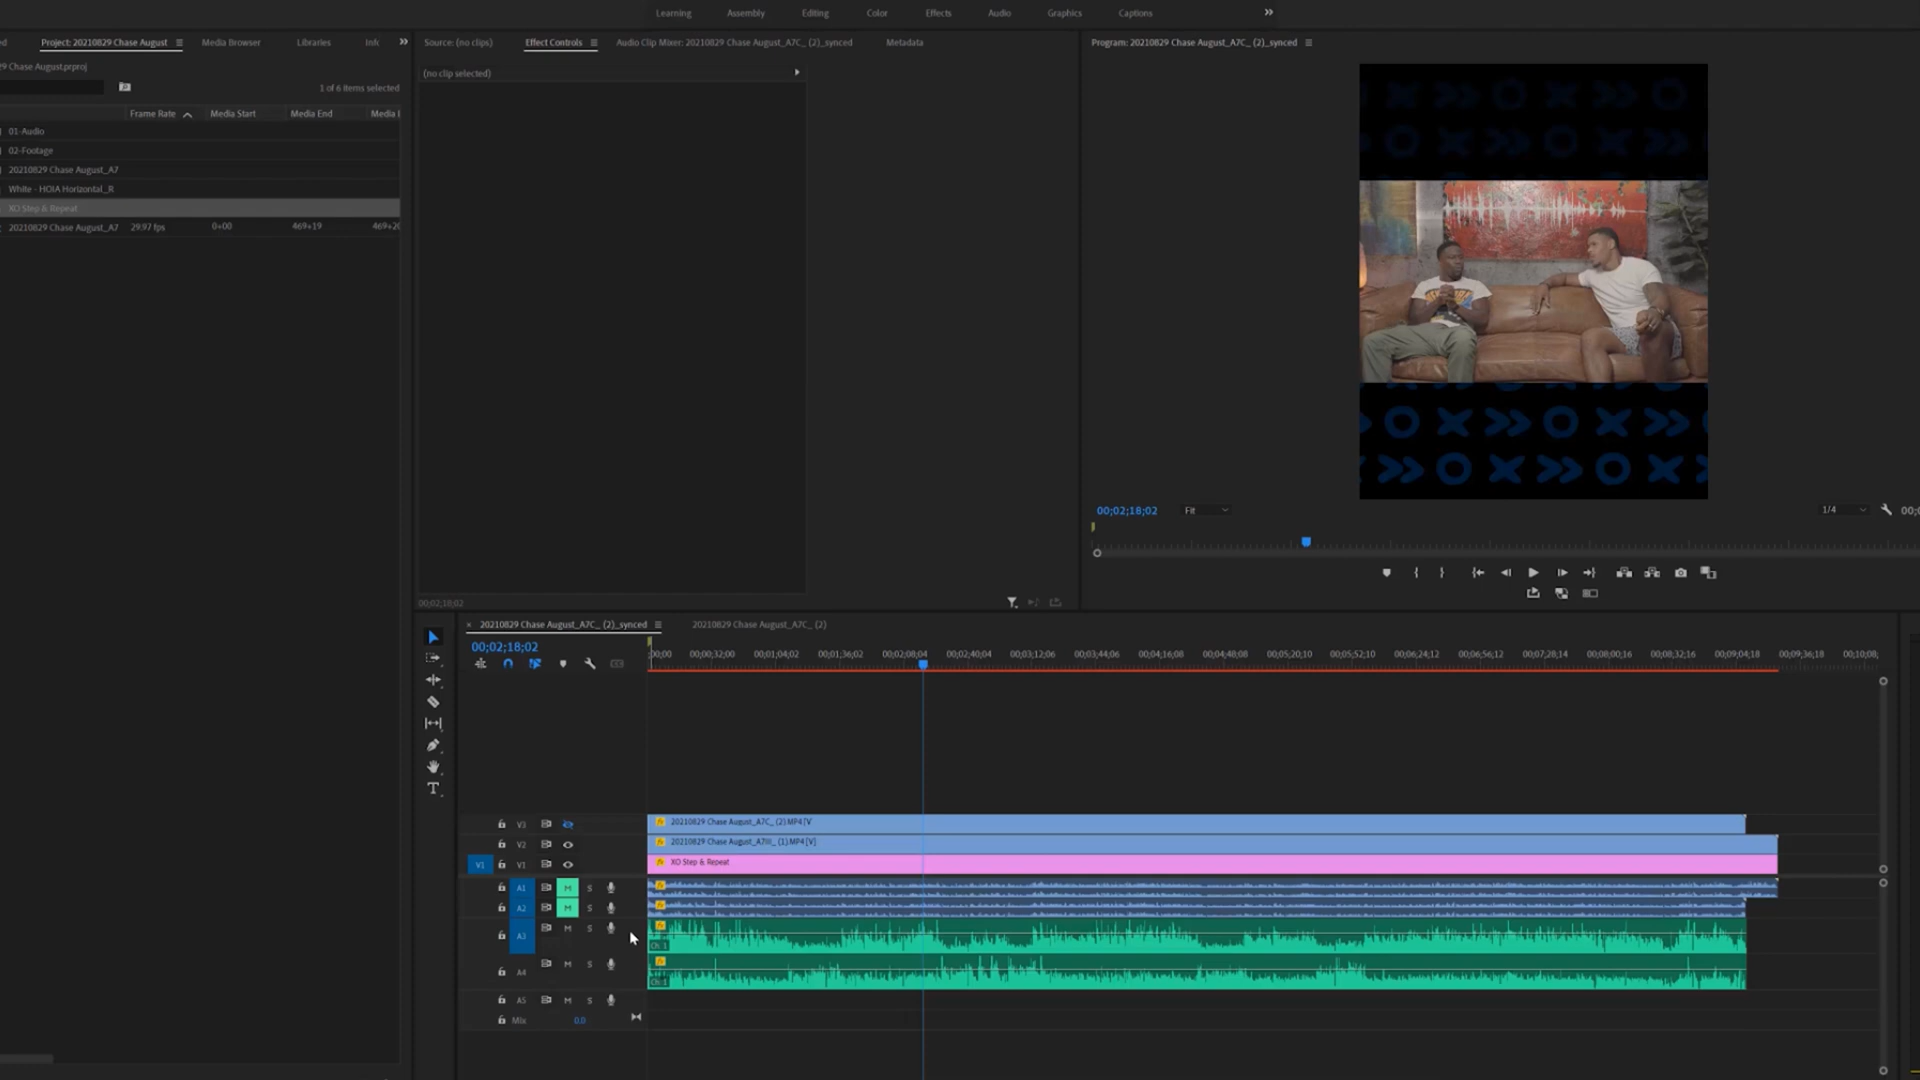 Learning Assembly Editing Color Effects Audio Graphics Captions
Project: 20210829 Chase August Media Browser Libraries
Source: (no clips) Effect Controls Audio Clip Mixer: 20210829 Chase August_A7C_ (2)_synced Metadata
Program: 20210829 Chase August_A7C_ (2)_synced
29 Chase August.prproj
(no clip selected)
1 of 6 items selected
Frame Rate Media Start Media End Media
01-Audio
02-Footage
20210829 Chase August_A7
White - HOIA Horizontal_R
XO Step & Repeat
20210829 Chase August_A7 29.97 fps 0+00 469+19 469+20
00;02;18;02 Fit 1/4
00;02;18;02
20210829 Chase August_A7C_ (2)_synced 20210829 Chase August_A7C_ (2)
00;02;18;02
;00;00 00;00;32;00 00;01;04;02 00;01;36;02 00;02;08;04 00;02;40;04 00;03;12;06 00;03;44;06 00;04;16;08 00;04;48;08 00;05;20;10 00;05;52;10 00;06;24;12 00;06;56;12 00;07;28;14 00;08;00;16 00;08;32;16 00;09;04;18 00;09;36;18 00;10;08;
V3 20210829 Chase August_A7C_ (2).MP4 [V
V2 20210829 Chase August_A7III_ (1).MP4 [V]
V1 V1 XO Step & Repeat
A1 M S
A2 M S
A3 M S
Ch. 1
A4 M S
Ch. 1
A5 M S
Mix 0.0